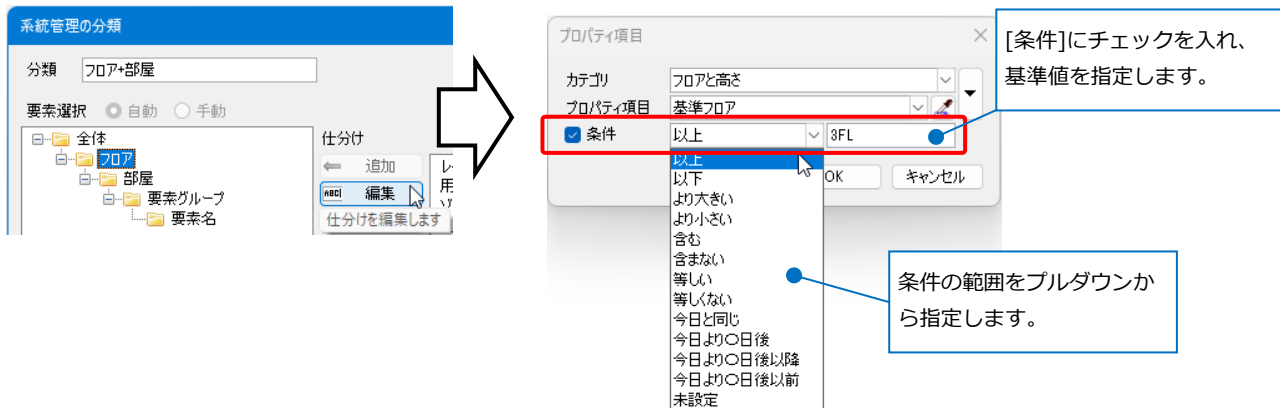 系統管理の分類
分類 フロア+部屋
要素選択 自動 手動
全体
フロア
部屋
要素グループ
要素名
仕分け
追加
編集
仕分けを編集します
プロパティ項目
カテゴリ フロアと高さ
プロパティ項目 基準フロア
条件 以上 3FL
以上
以下
より大きい
より小さい
含む
含まない
等しい
等しくない
今日と同じ
今日より〇日後
今日より〇日後以降
今日より〇日後以前
未設定
OK キャンセル
[条件]にチェックを入れ、
基準値を指定します。
条件の範囲をプルダウンか
ら指定します。